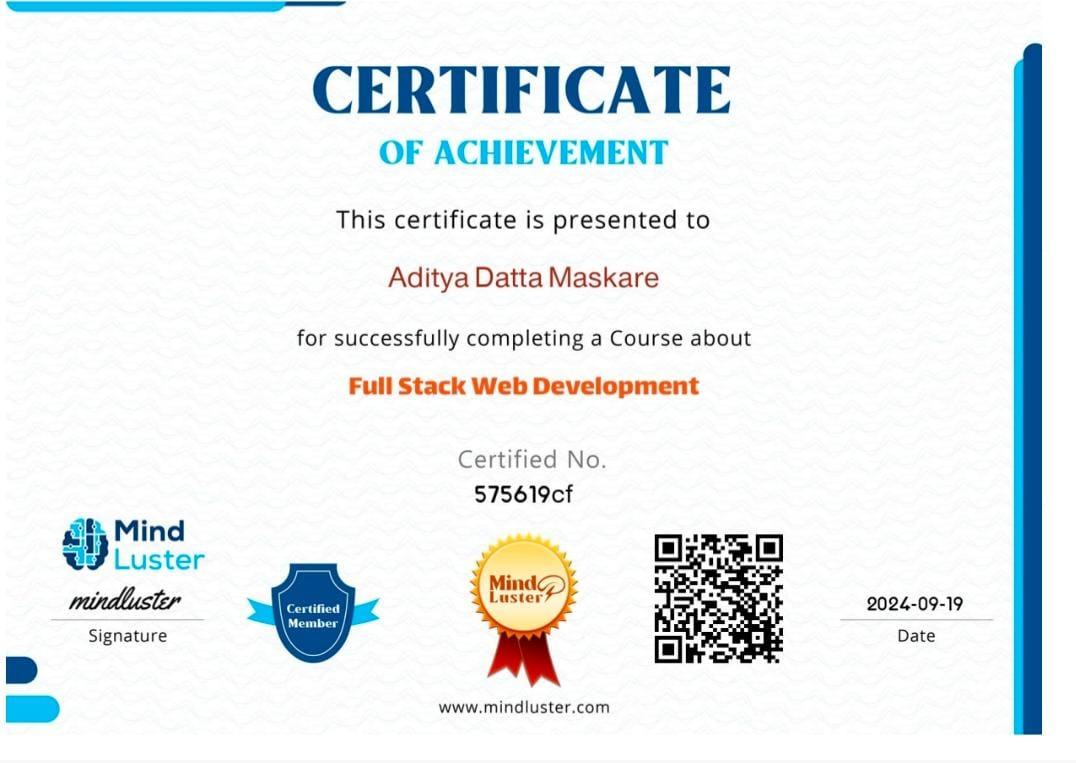 CERTIFICATE
OF ACHIEVEMENT
This certificate is presented to
Aditya Datta Maskare
for successfully completing a Course about
Full Stack Web Development
Certified No.
575619cf
Mind
Luster
mindluster
Signature
Certified
Member
Mind
Luster
2024-09-19
Date
www.mindluster.com